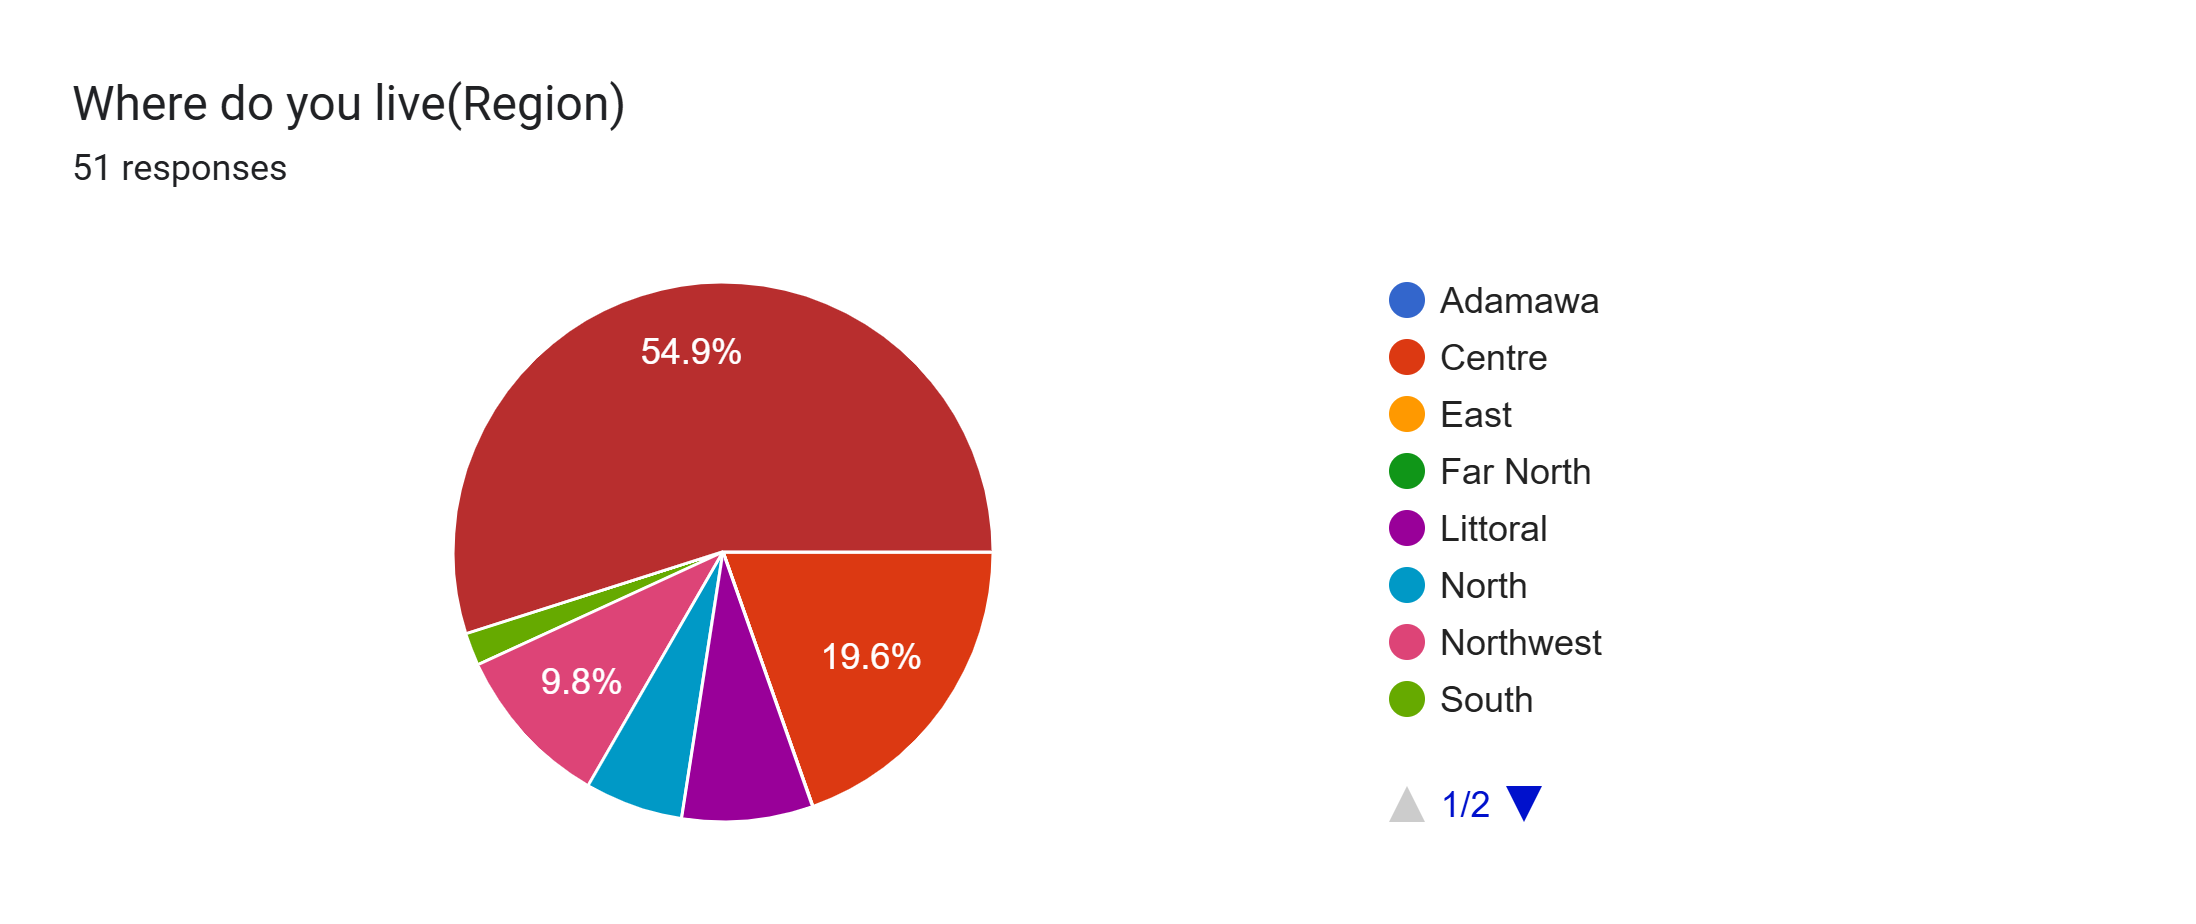 Where do you live(Region)
51 responses
54.9%
19.6%
9.8%
Adamawa
Centre
East
Far North
Littoral
North
Northwest
South
1/2